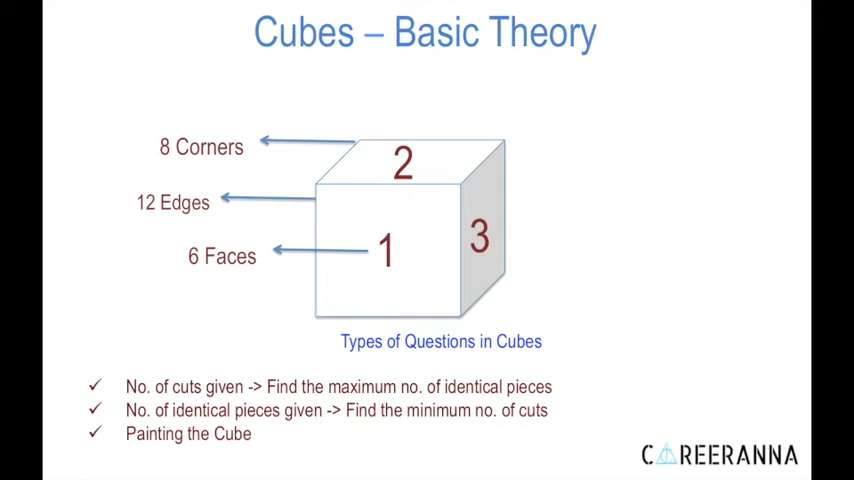 Cubes – Basic Theory
8 Corners
2
12 Edges
1
3
6 Faces
Types of Questions in Cubes
No. of cuts given -> Find the maximum no. of identical pieces
No. of identical pieces given -> Find the minimum no. of cuts
Painting the Cube
CAREERANNA